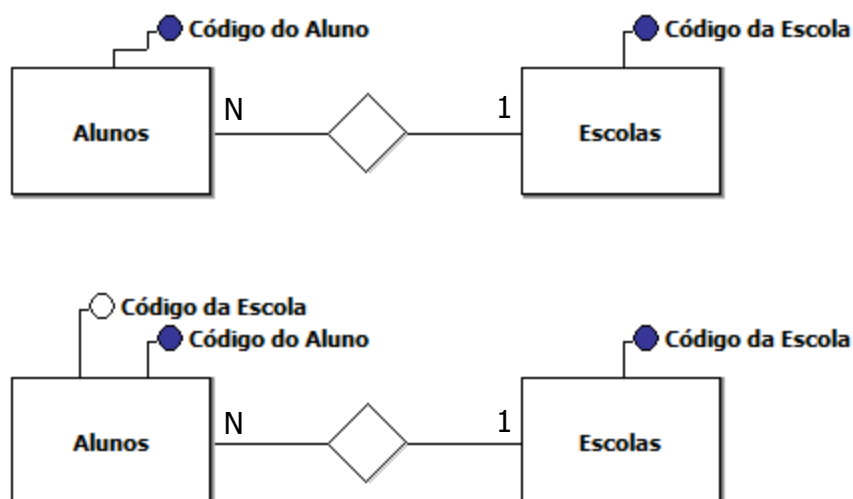 Código do Aluno
Código da Escola
Alunos
N
1
Escolas
Código da Escola
Código do Aluno
Código da Escola
Alunos
N
1
Escolas